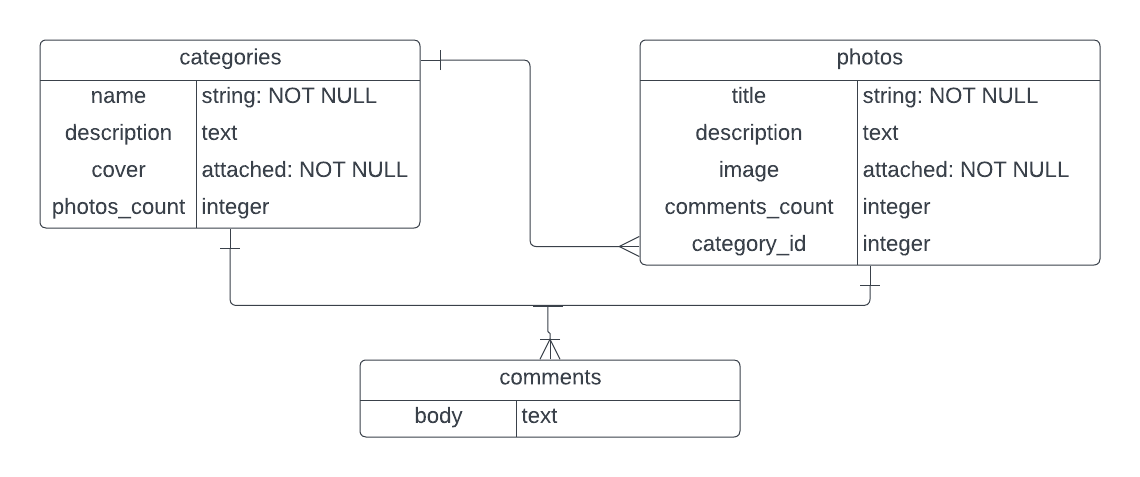 categories
name string: NOT NULL
description text
cover attached: NOT NULL
photos_count integer
photos
title string: NOT NULL
description text
image attached: NOT NULL
comments_count integer
category_id integer
comments
body text